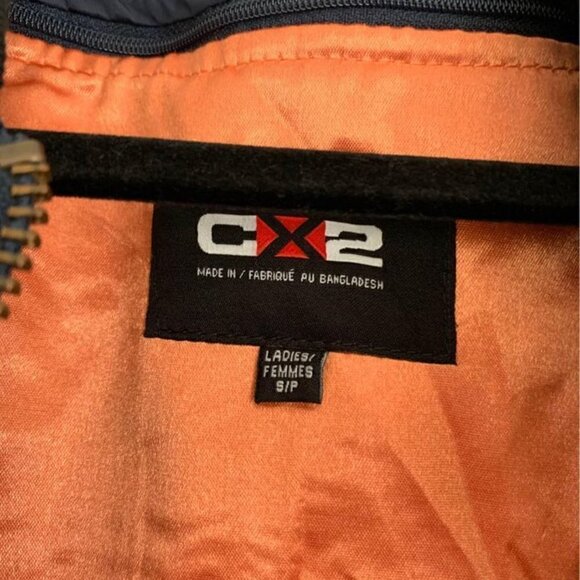 CX2
MADE IN / FABRIQUÉ AU BANGLADESH
LADIES/
FEMMES
S/P